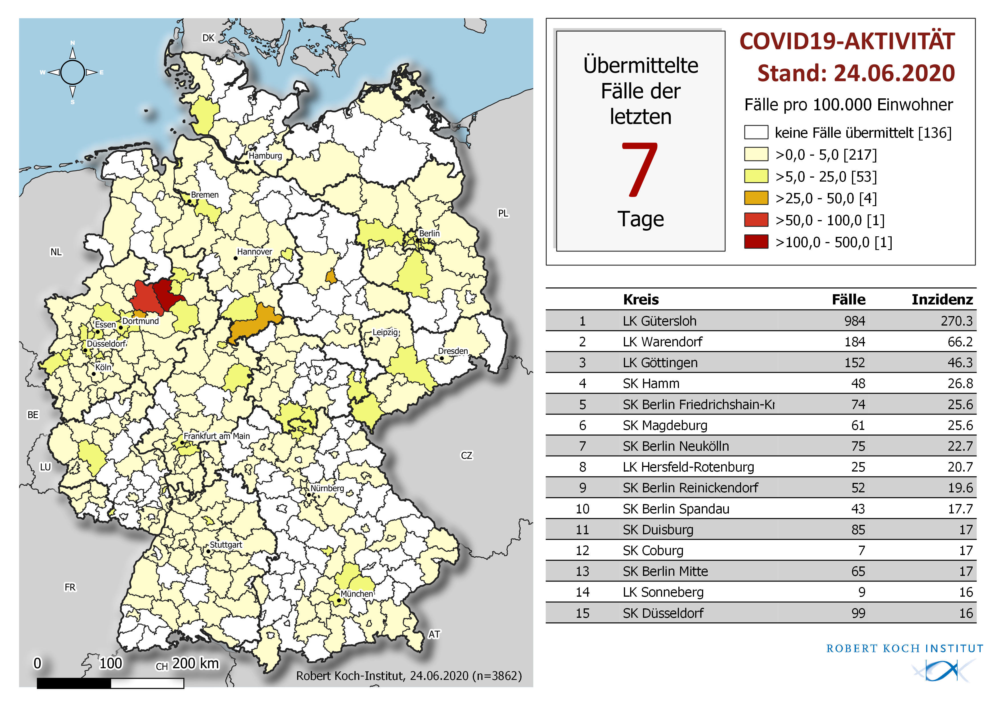 N
W
E
S
DK
Hamburg
Bremen
PL
Berlin
NL
Hannover
Essen
Dortmund
Düsseldorf
Leipzig
Dresden
Köln
BE
Frankfurt am Main
LU
CZ
Nürnberg
Stuttgart
FR
München
AT
0 100 200 km
CH
Robert Koch-Institut, 24.06.2020 (n=3862)
Übermittelte
Fälle der
letzten
7
Tage
COVID19-AKTIVITÄT
Stand: 24.06.2020
Fälle pro 100.000 Einwohner
keine Fälle übermittelt [136]
>0,0 - 5,0 [217]
>5,0 - 25,0 [53]
>25,0 - 50,0 [4]
>50,0 - 100,0 [1]
>100,0 - 500,0 [1]
Kreis Fälle Inzidenz
1 LK Gütersloh 984 270.3
2 LK Warendorf 184 66.2
3 LK Göttingen 152 46.3
4 SK Hamm 48 26.8
5 SK Berlin Friedrichshain-Kr 74 25.6
6 SK Magdeburg 61 25.6
7 SK Berlin Neukölln 75 22.7
8 LK Hersfeld-Rotenburg 25 20.7
9 SK Berlin Reinickendorf 52 19.6
10 SK Berlin Spandau 43 17.7
11 SK Duisburg 85 17
12 SK Coburg 7 17
13 SK Berlin Mitte 65 17
14 LK Sonneberg 9 16
15 SK Düsseldorf 99 16
ROBERT KOCH INSTITUT